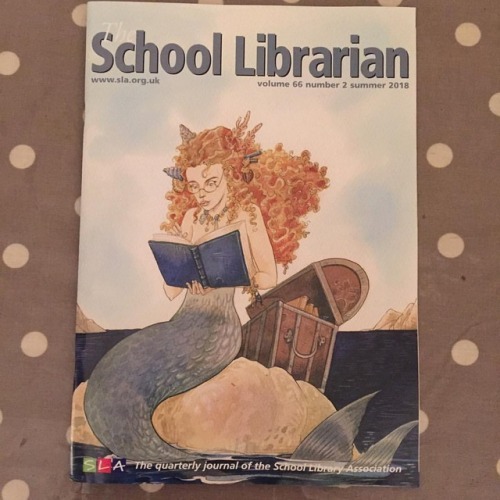 The
School Librarian
www.sla.org.uk
volume 66 number 2 summer 2018
SLA The quarterly journal of the School Library Association